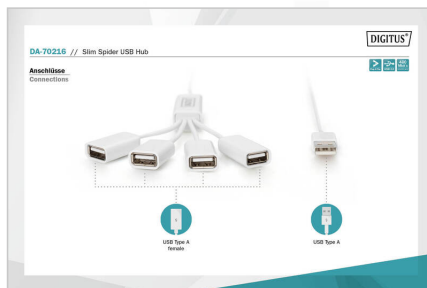 DIGITUS®
DA-70216 // Slim Spider USB Hub
Anschlüsse
Connections
USB Type A
female
USB Type A